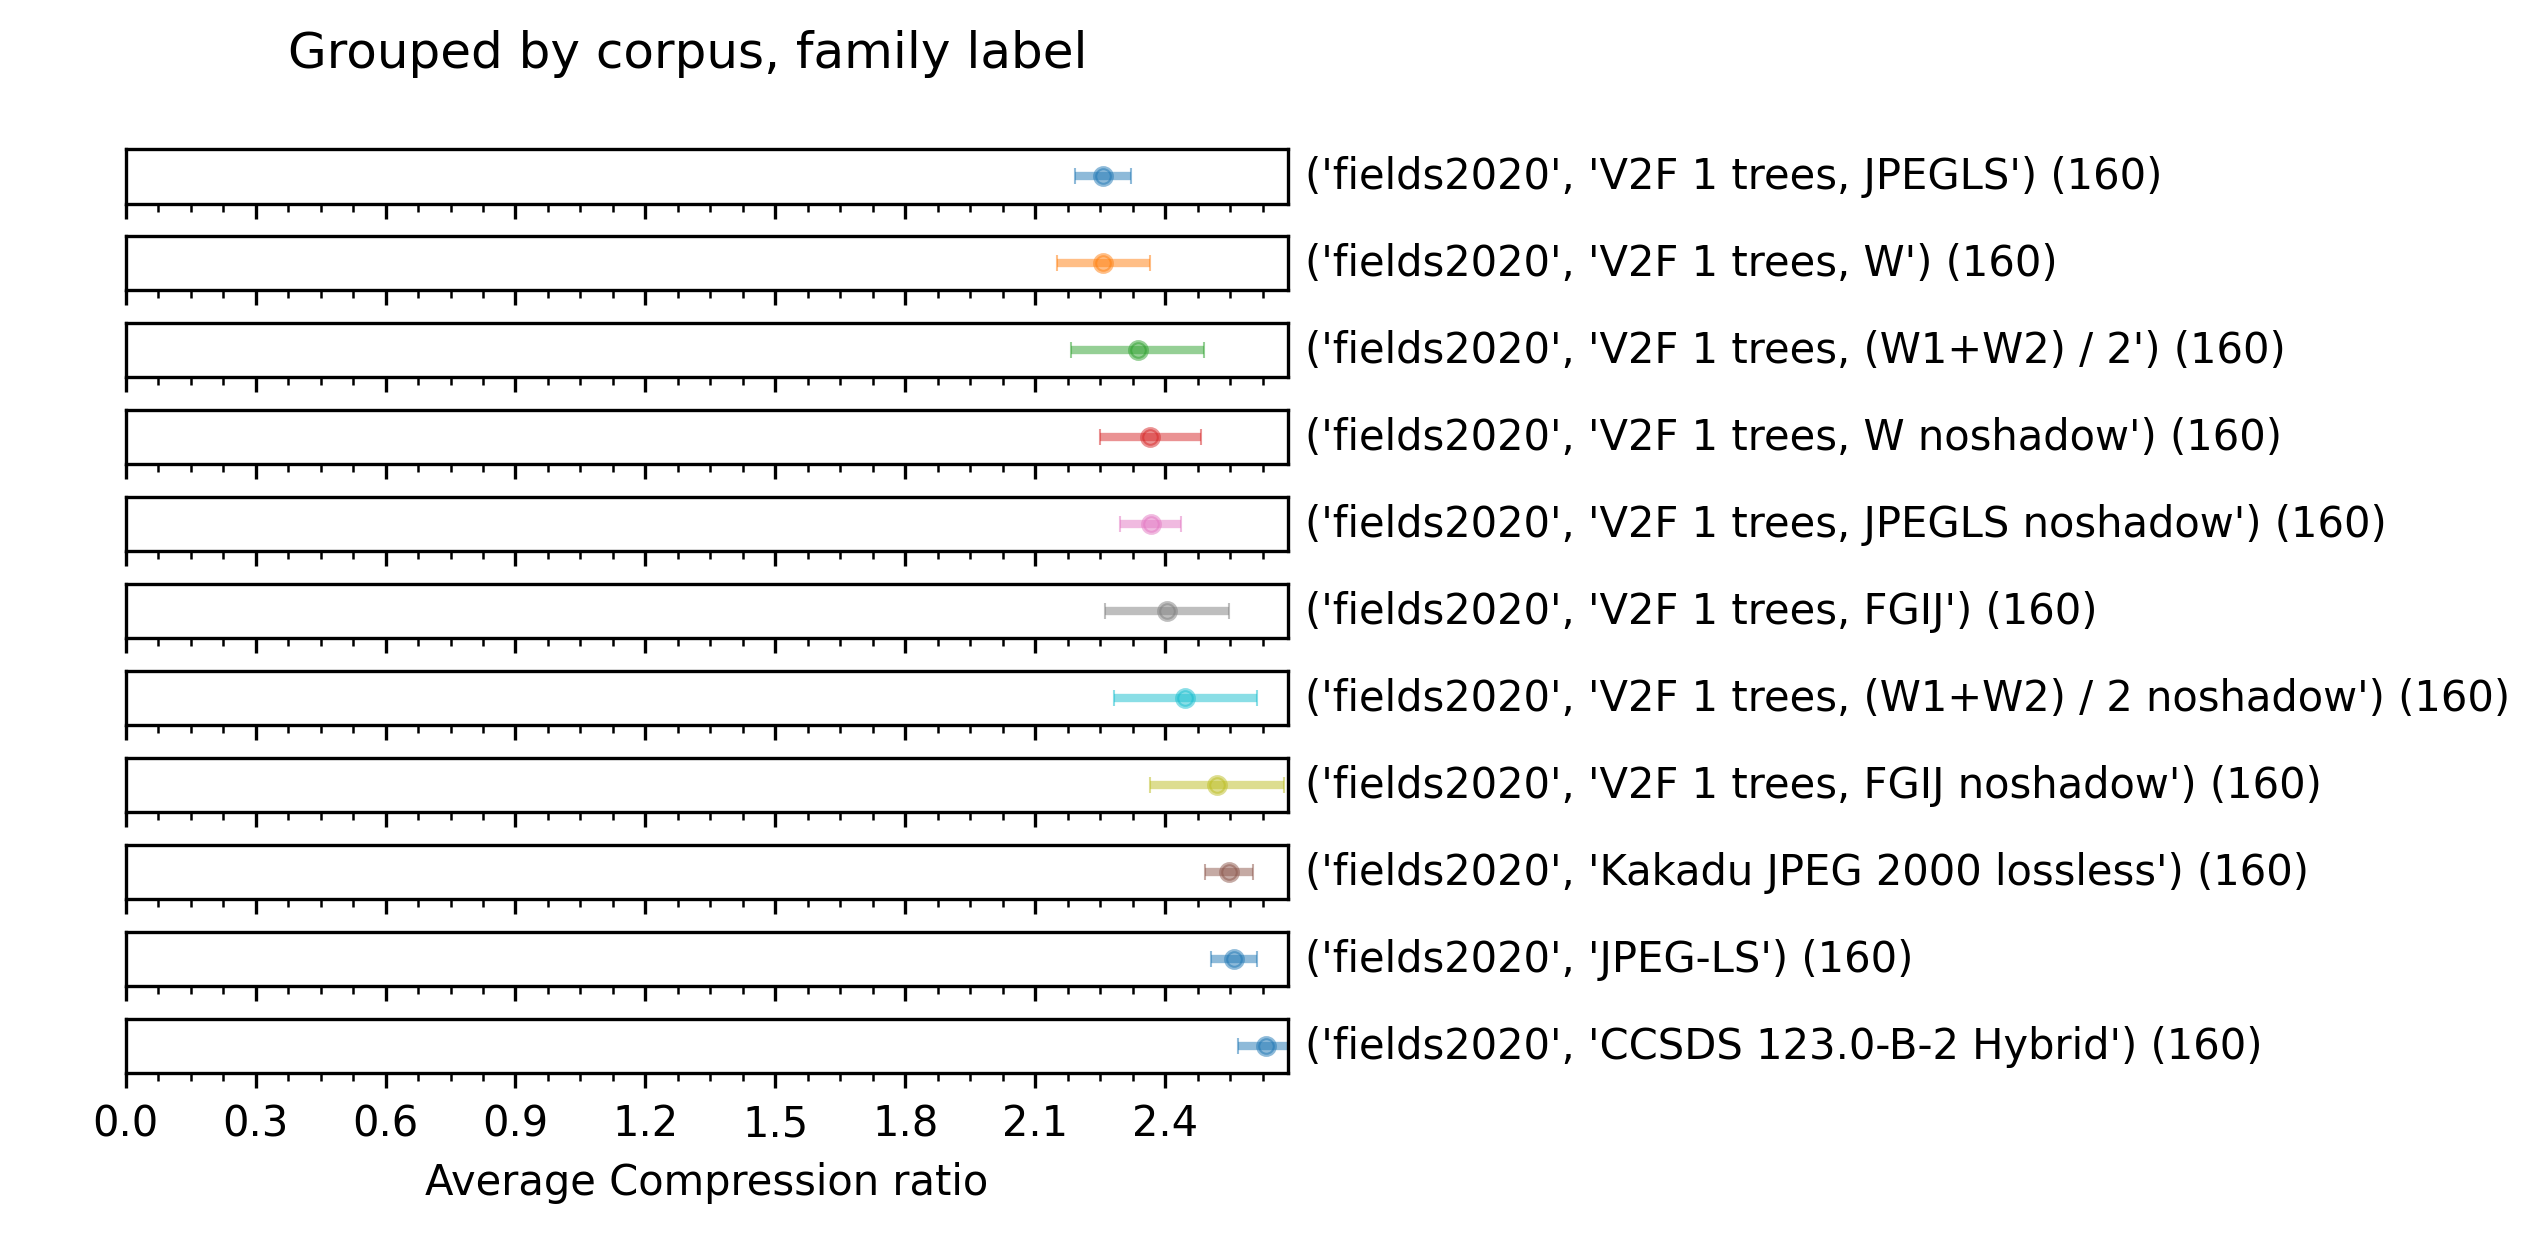 Grouped by corpus, family label
('fields2020', 'V2F 1 trees, JPEGLS') (160)
('fields2020', 'V2F 1 trees, W') (160)
('fields2020', 'V2F 1 trees, (W1+W2) / 2') (160)
('fields2020', 'V2F 1 trees, W noshadow') (160)
('fields2020', 'V2F 1 trees, JPEGLS noshadow') (160)
('fields2020', 'V2F 1 trees, FGIJ') (160)
('fields2020', 'V2F 1 trees, (W1+W2) / 2 noshadow') (160)
('fields2020', 'V2F 1 trees, FGIJ noshadow') (160)
('fields2020', 'Kakadu JPEG 2000 lossless') (160)
('fields2020', 'JPEG-LS') (160)
('fields2020', 'CCSDS 123.0-B-2 Hybrid') (160)
0.0 0.3 0.6 0.9 1.2 1.5 1.8 2.1 2.4
Average Compression ratio